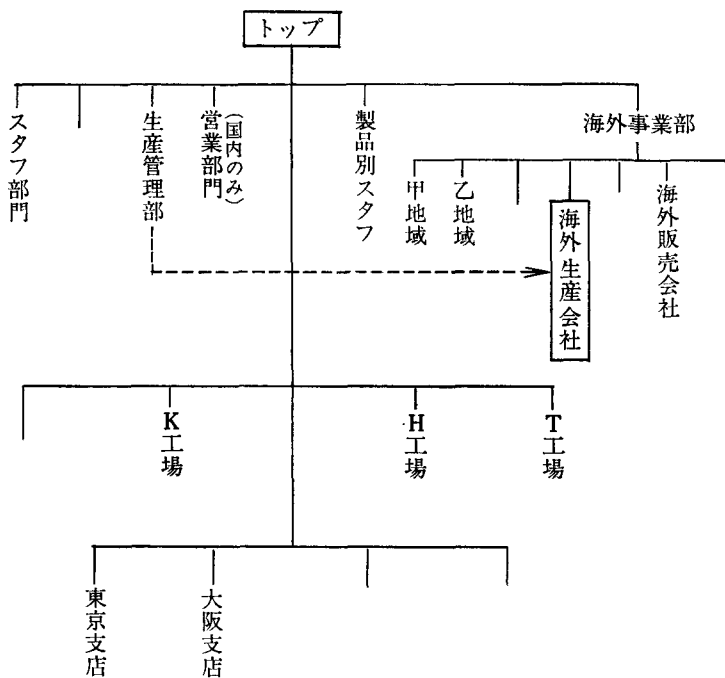 トップ
スタフ部門
生産管理部
営業部門
(国内のみ)
製品別スタフ
海外事業部
甲地域
乙地域
海外生産会社
海外販売会社
K工場
H工場
T工場
東京支店
大阪支店